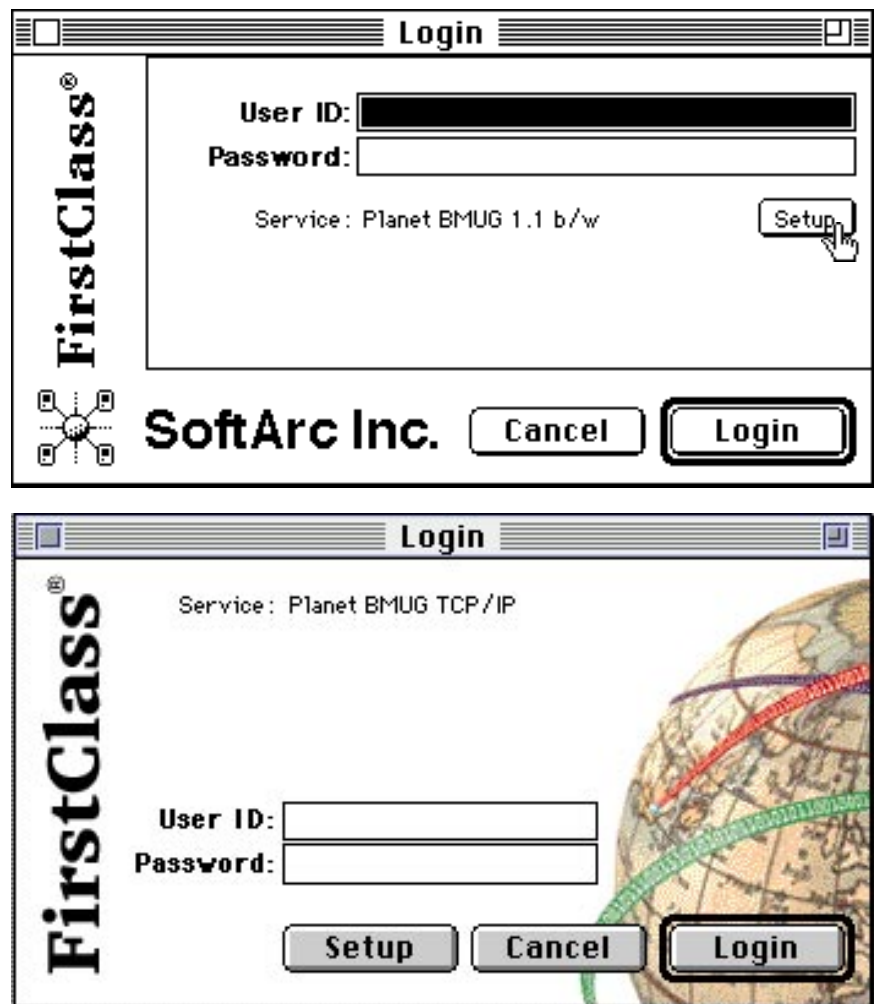 Login
FirstClass®
User ID:
Password:
Service: Planet BMUG 1.1 b/w
Setup
SoftArc Inc.
Cancel
Login
Login
FirstClass®
Service: Planet BMUG TCP/IP
User ID:
Password:
Setup
Cancel
Login